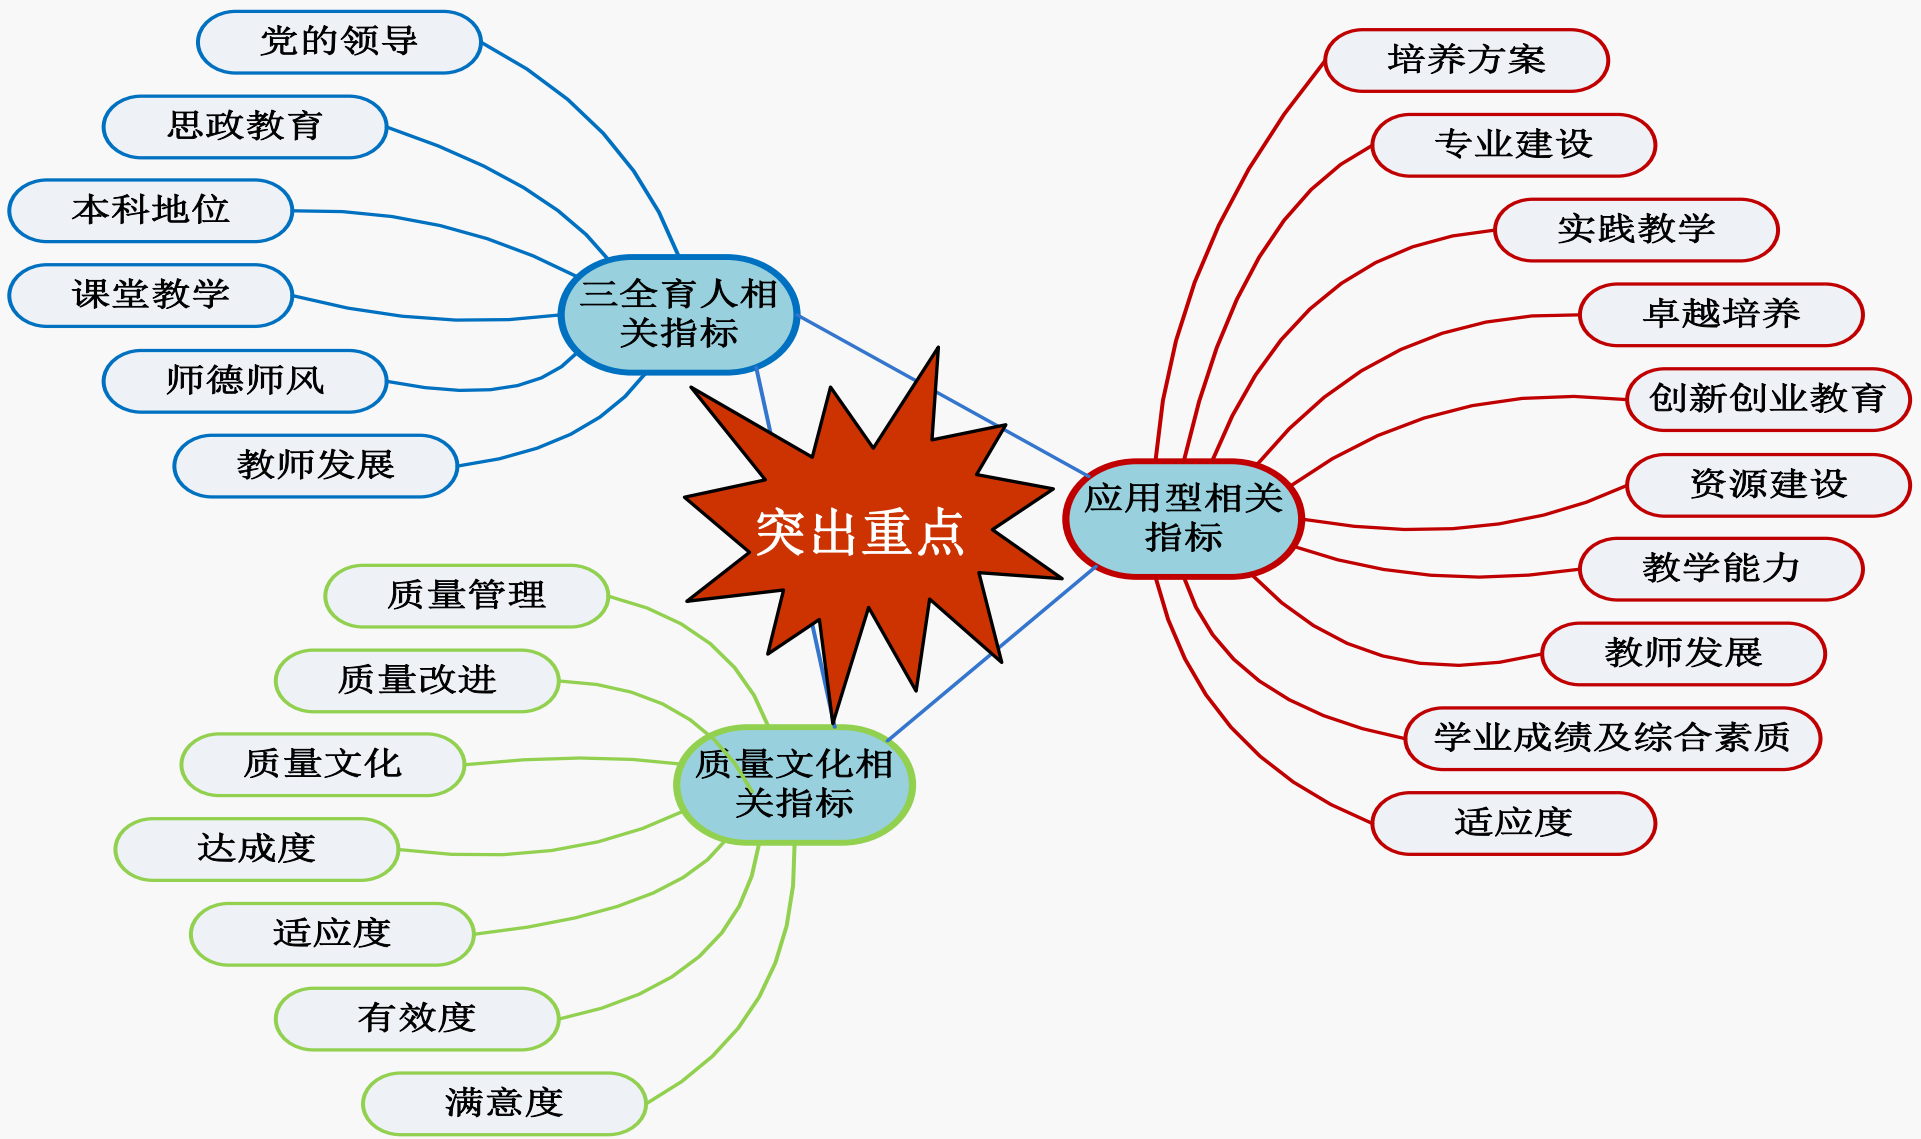 党的领导
思政教育
本科地位
课堂教学
师德师风
教师发展
三全育人相
关指标
突出重点
培养方案
专业建设
实践教学
卓越培养
创新创业教育
资源建设
教学能力
教师发展
学业成绩及综合素质
适应度
应用型相关
指标
质量管理
质量改进
质量文化
达成度
适应度
有效度
满意度
质量文化相
关指标